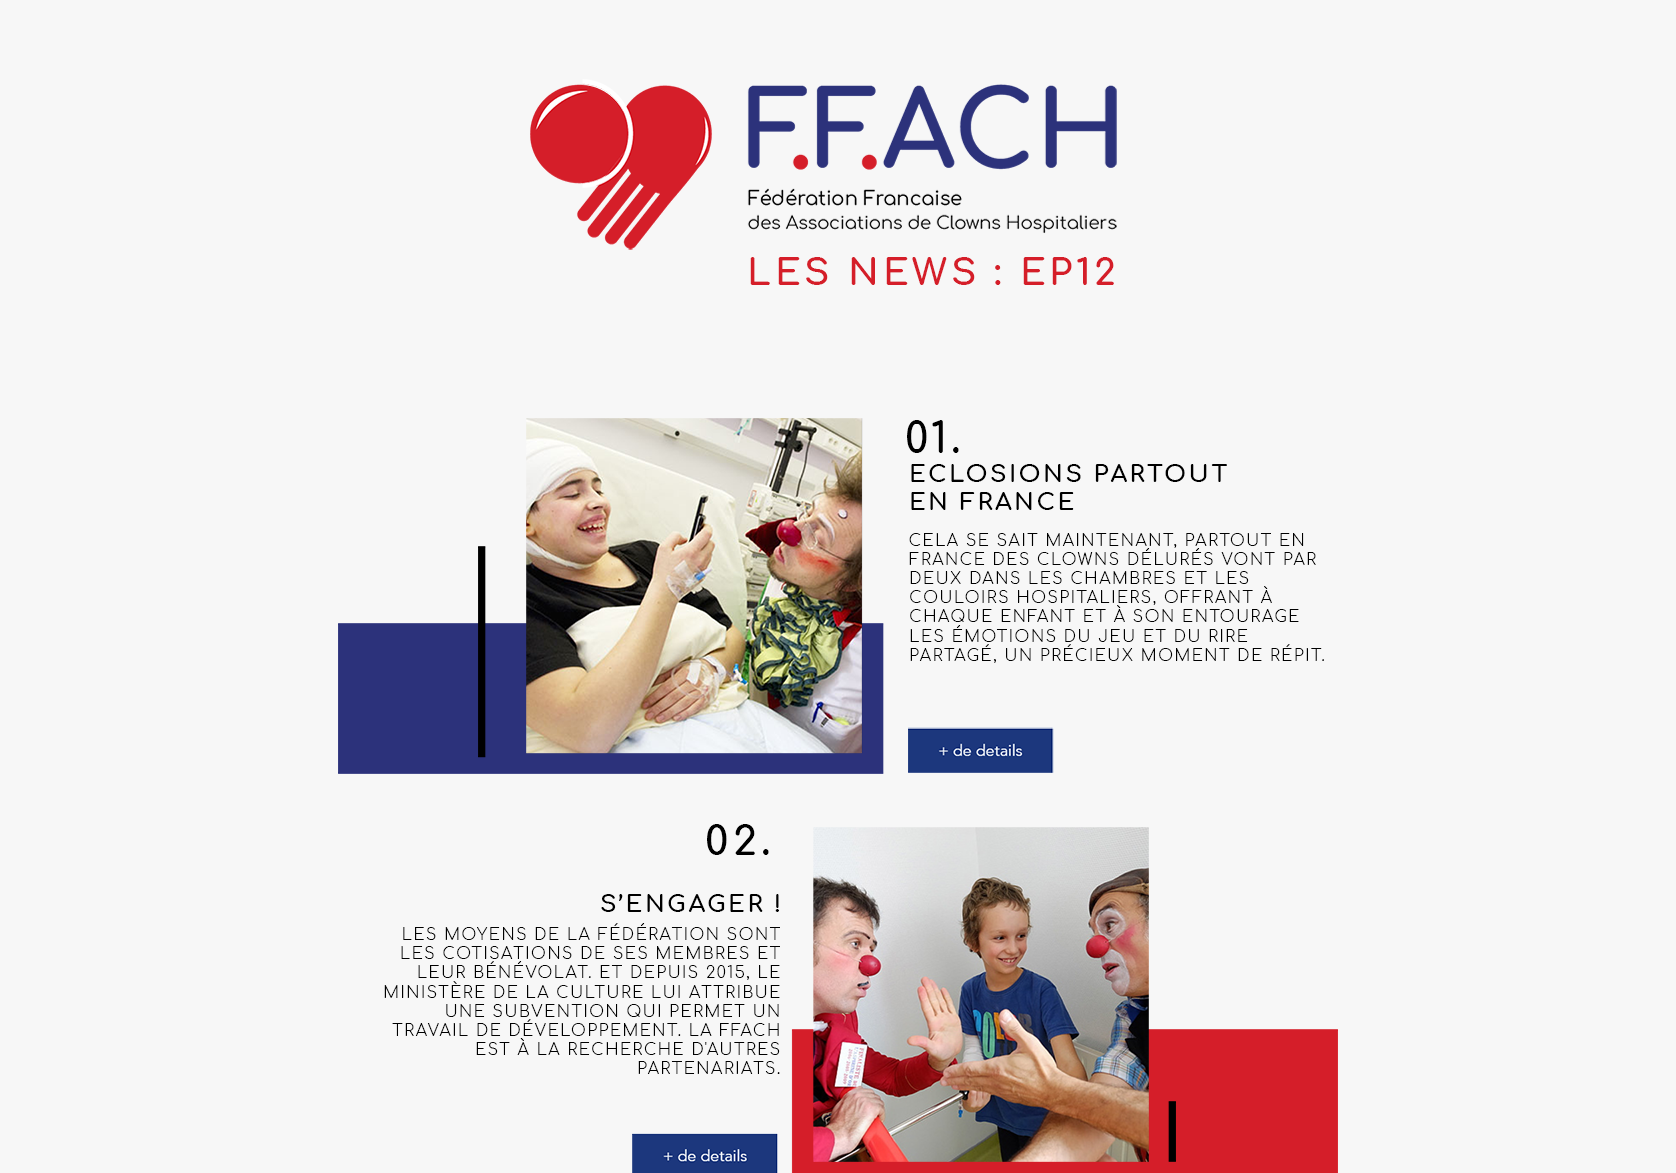 F.F.ACH
Fédération Francaise
des Associations de Clowns Hospitaliers
LES NEWS : EP12
01.
ECLOSIONS PARTOUT
EN FRANCE
CELA SE SAIT MAINTENANT, PARTOUT EN
FRANCE DES CLOWNS DÉLURÉS VONT PAR
DEUX DANS LES CHAMBRES ET LES
COULOIRS HOSPITALIERS, OFFRANT À
CHAQUE ENFANT ET À SON ENTOURAGE
LES ÉMOTIONS DU JEU ET DU RIRE
PARTAGÉ, UN PRÉCIEUX MOMENT DE RÉPIT.
+ de details
02.
S’ENGAGER !
LES MOYENS DE LA FÉDÉRATION SONT
LES COTISATIONS DE SES MEMBRES ET
LEUR BÉNÉVOLAT. ET DEPUIS 2015, LE
MINISTÈRE DE LA CULTURE LUI ATTRIBUE
UNE SUBVENTION QUI PERMET UN
TRAVAIL DE DÉVELOPPEMENT. LA FFACH
EST À LA RECHERCHE D'AUTRES
PARTENARIATS.
+ de details